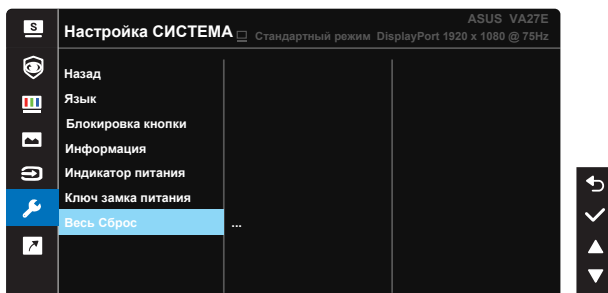 S
ASUS VA27E
Настройка СИСТЕМА
Стандартный режим DisplayPort 1920 x 1080 @ 75Hz
Назад
Язык
Блокировка кнопки
Информация
Индикатор питания
Ключ замка питания
Весь Сброс ...